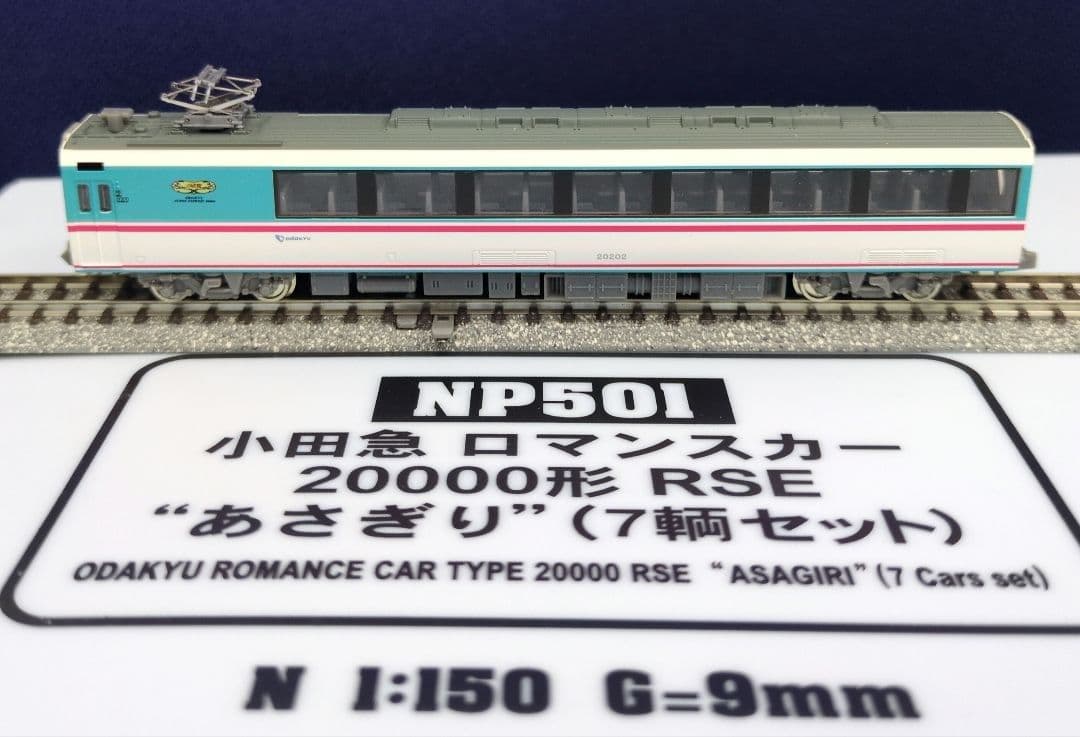 ODAKYU
20202
NP501
小田急 ロマンスカー
20000形 RSE
“あさぎり”（7輌セット）
ODAKYU ROMANCE CAR TYPE 20000 RSE “ASAGIRI” (7 Cars set)
N 1:150 G=9mm